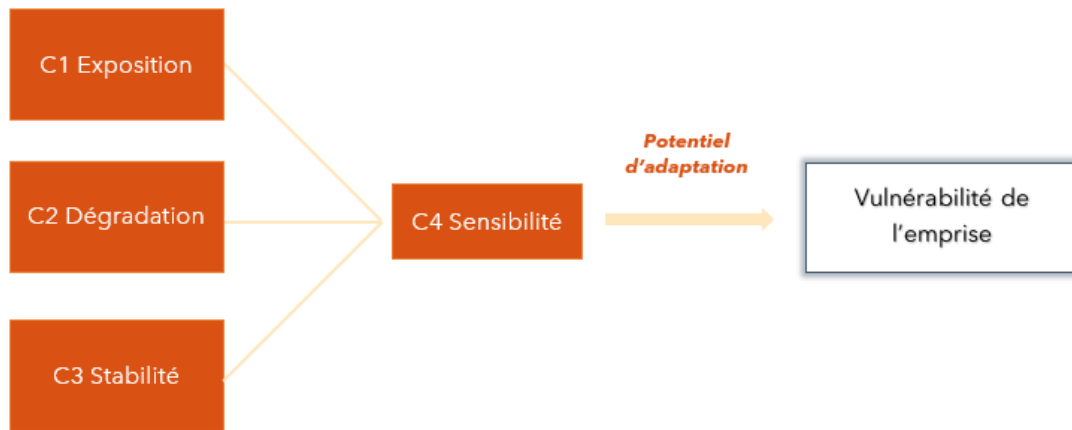 C1 Exposition
C2 Dégradation
C3 Stabilité
C4 Sensibilité
Potentiel
d'adaptation
Vulnérabilité de
l'emprise